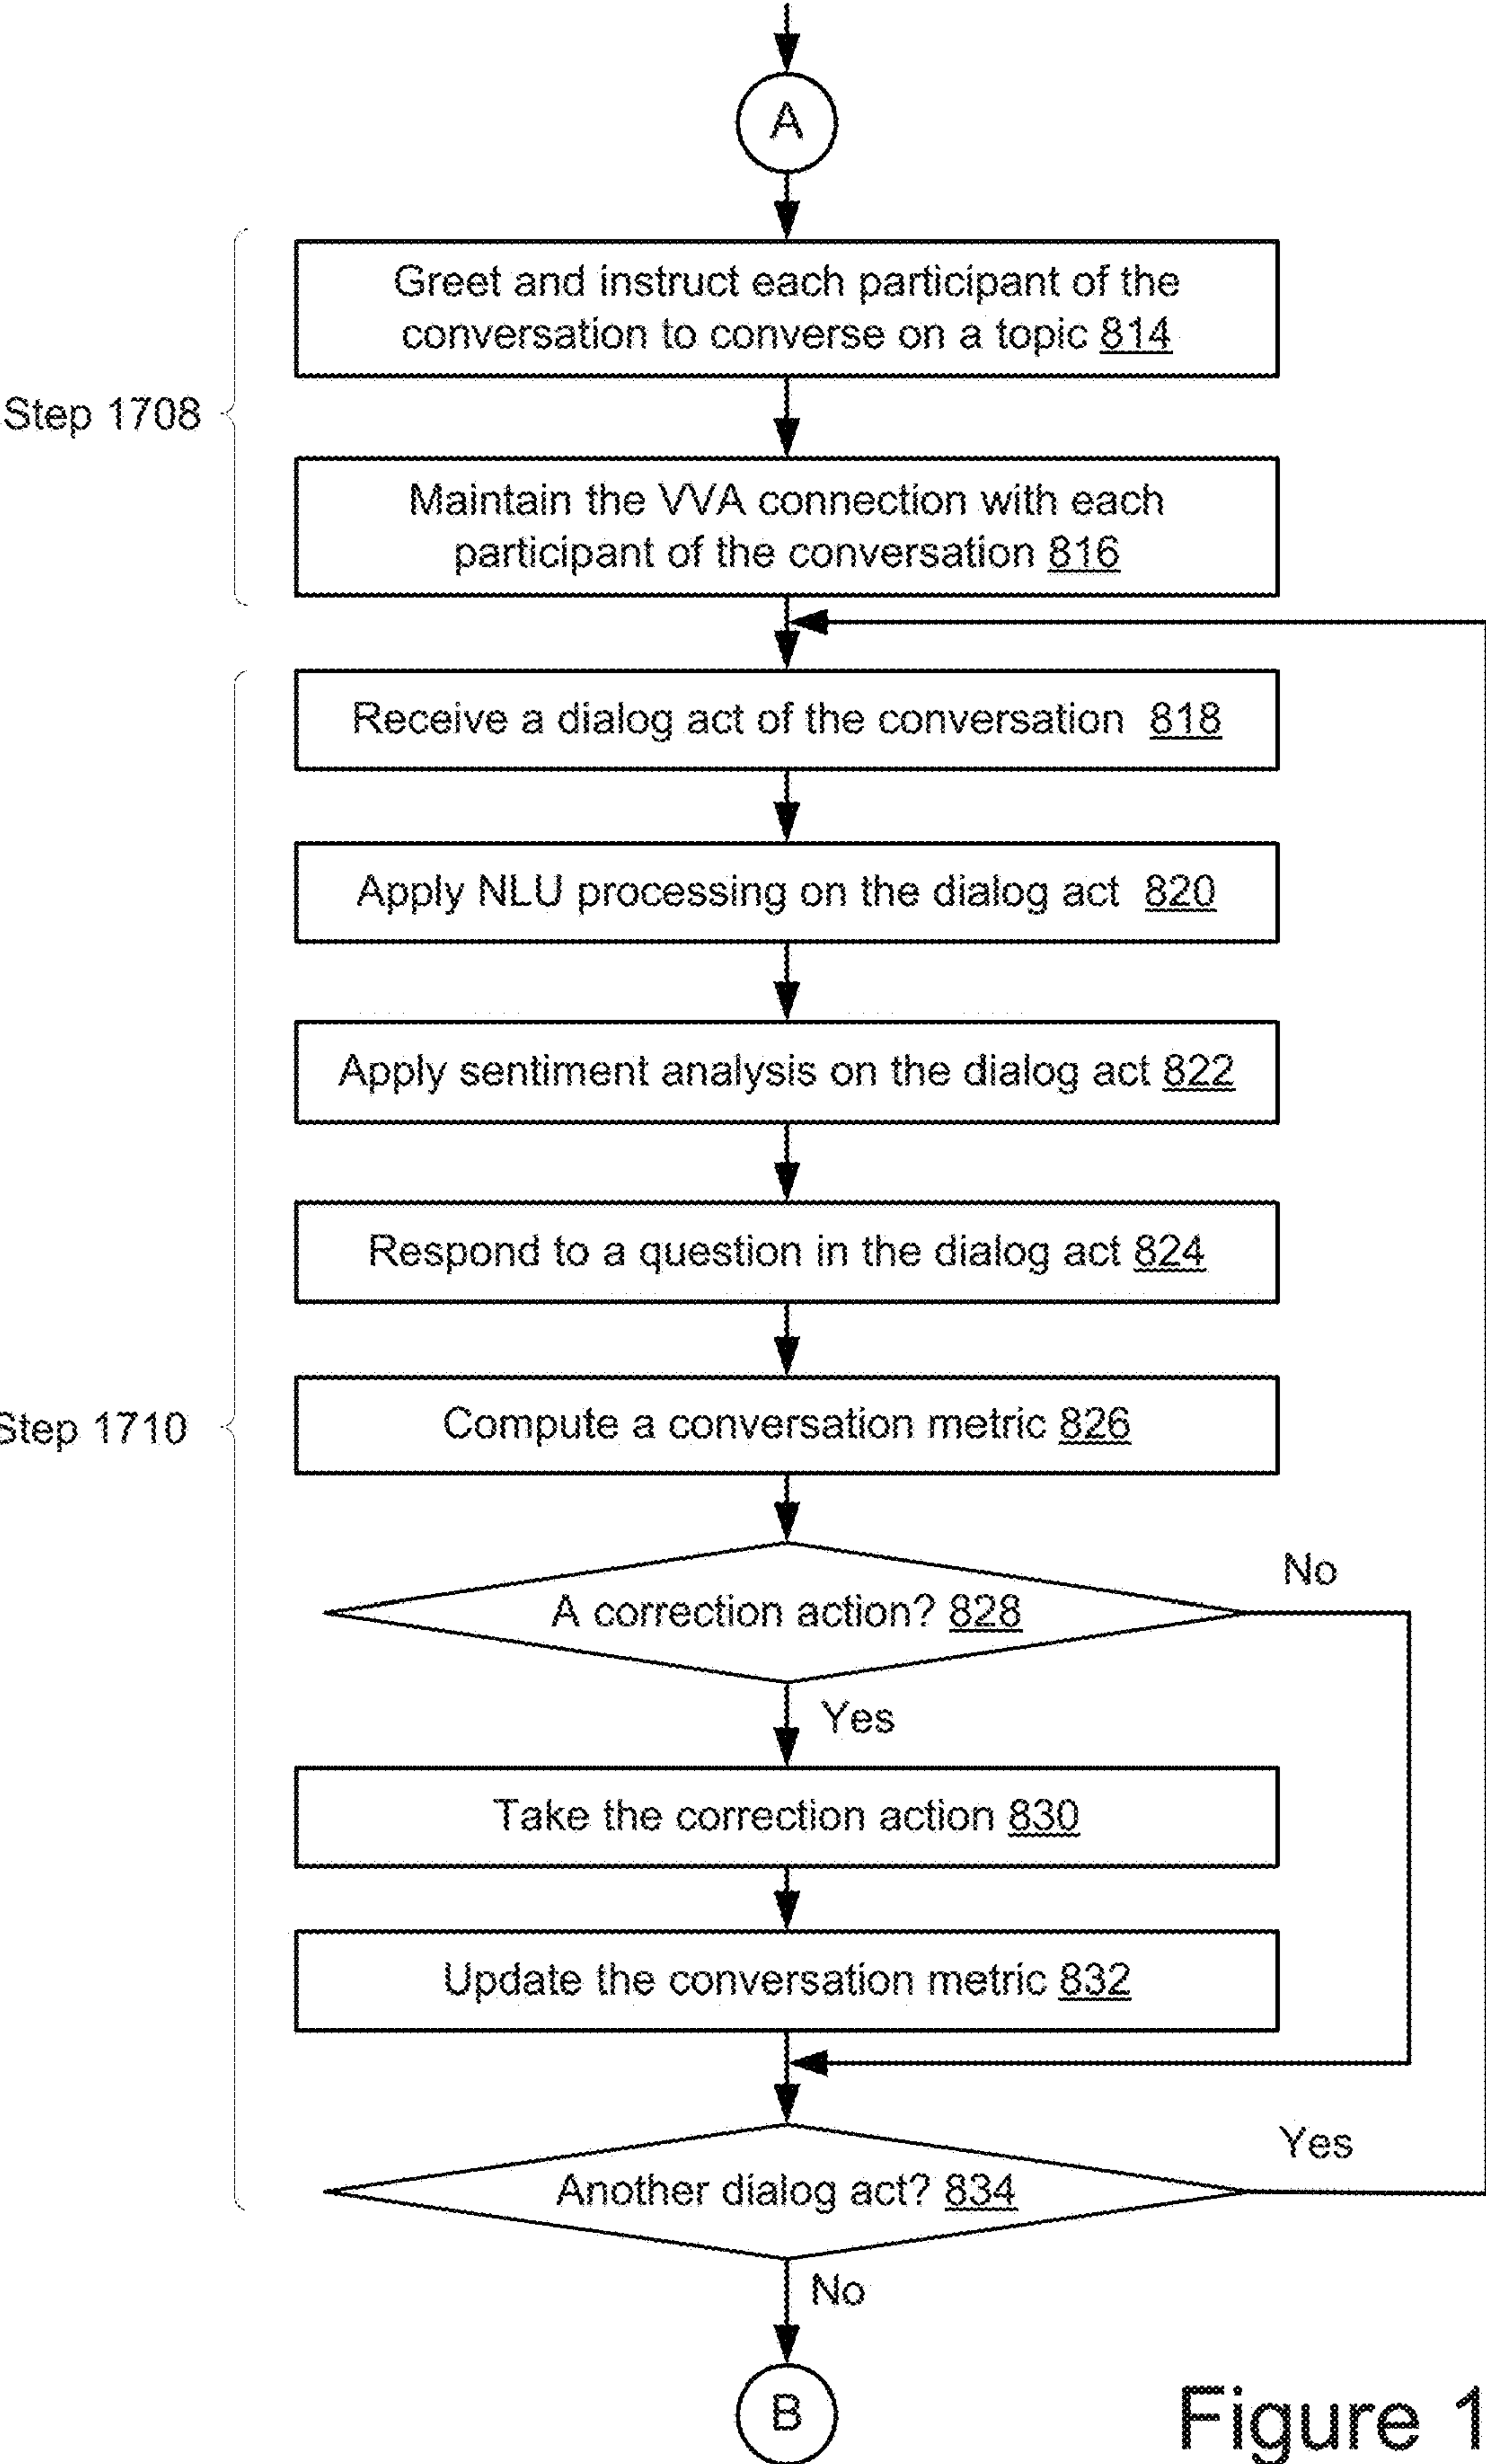 A
Greet and instruct each participant of the
conversation to converse on a topic 814
Step 1708
Maintain the VVA connection with each
participant of the conversation 816
Receive a dialog act of the conversation 818
Apply NLU processing on the dialog act 820
Apply sentiment analysis on the dialog act 822
Respond to a question in the dialog act 824
Step 1710
Compute a conversation metric 826
No
A correction action? 828
Yes
Take the correction action 830
Update the conversation metric 832
Yes
Another dialog act? 834
No
B
Figure 1